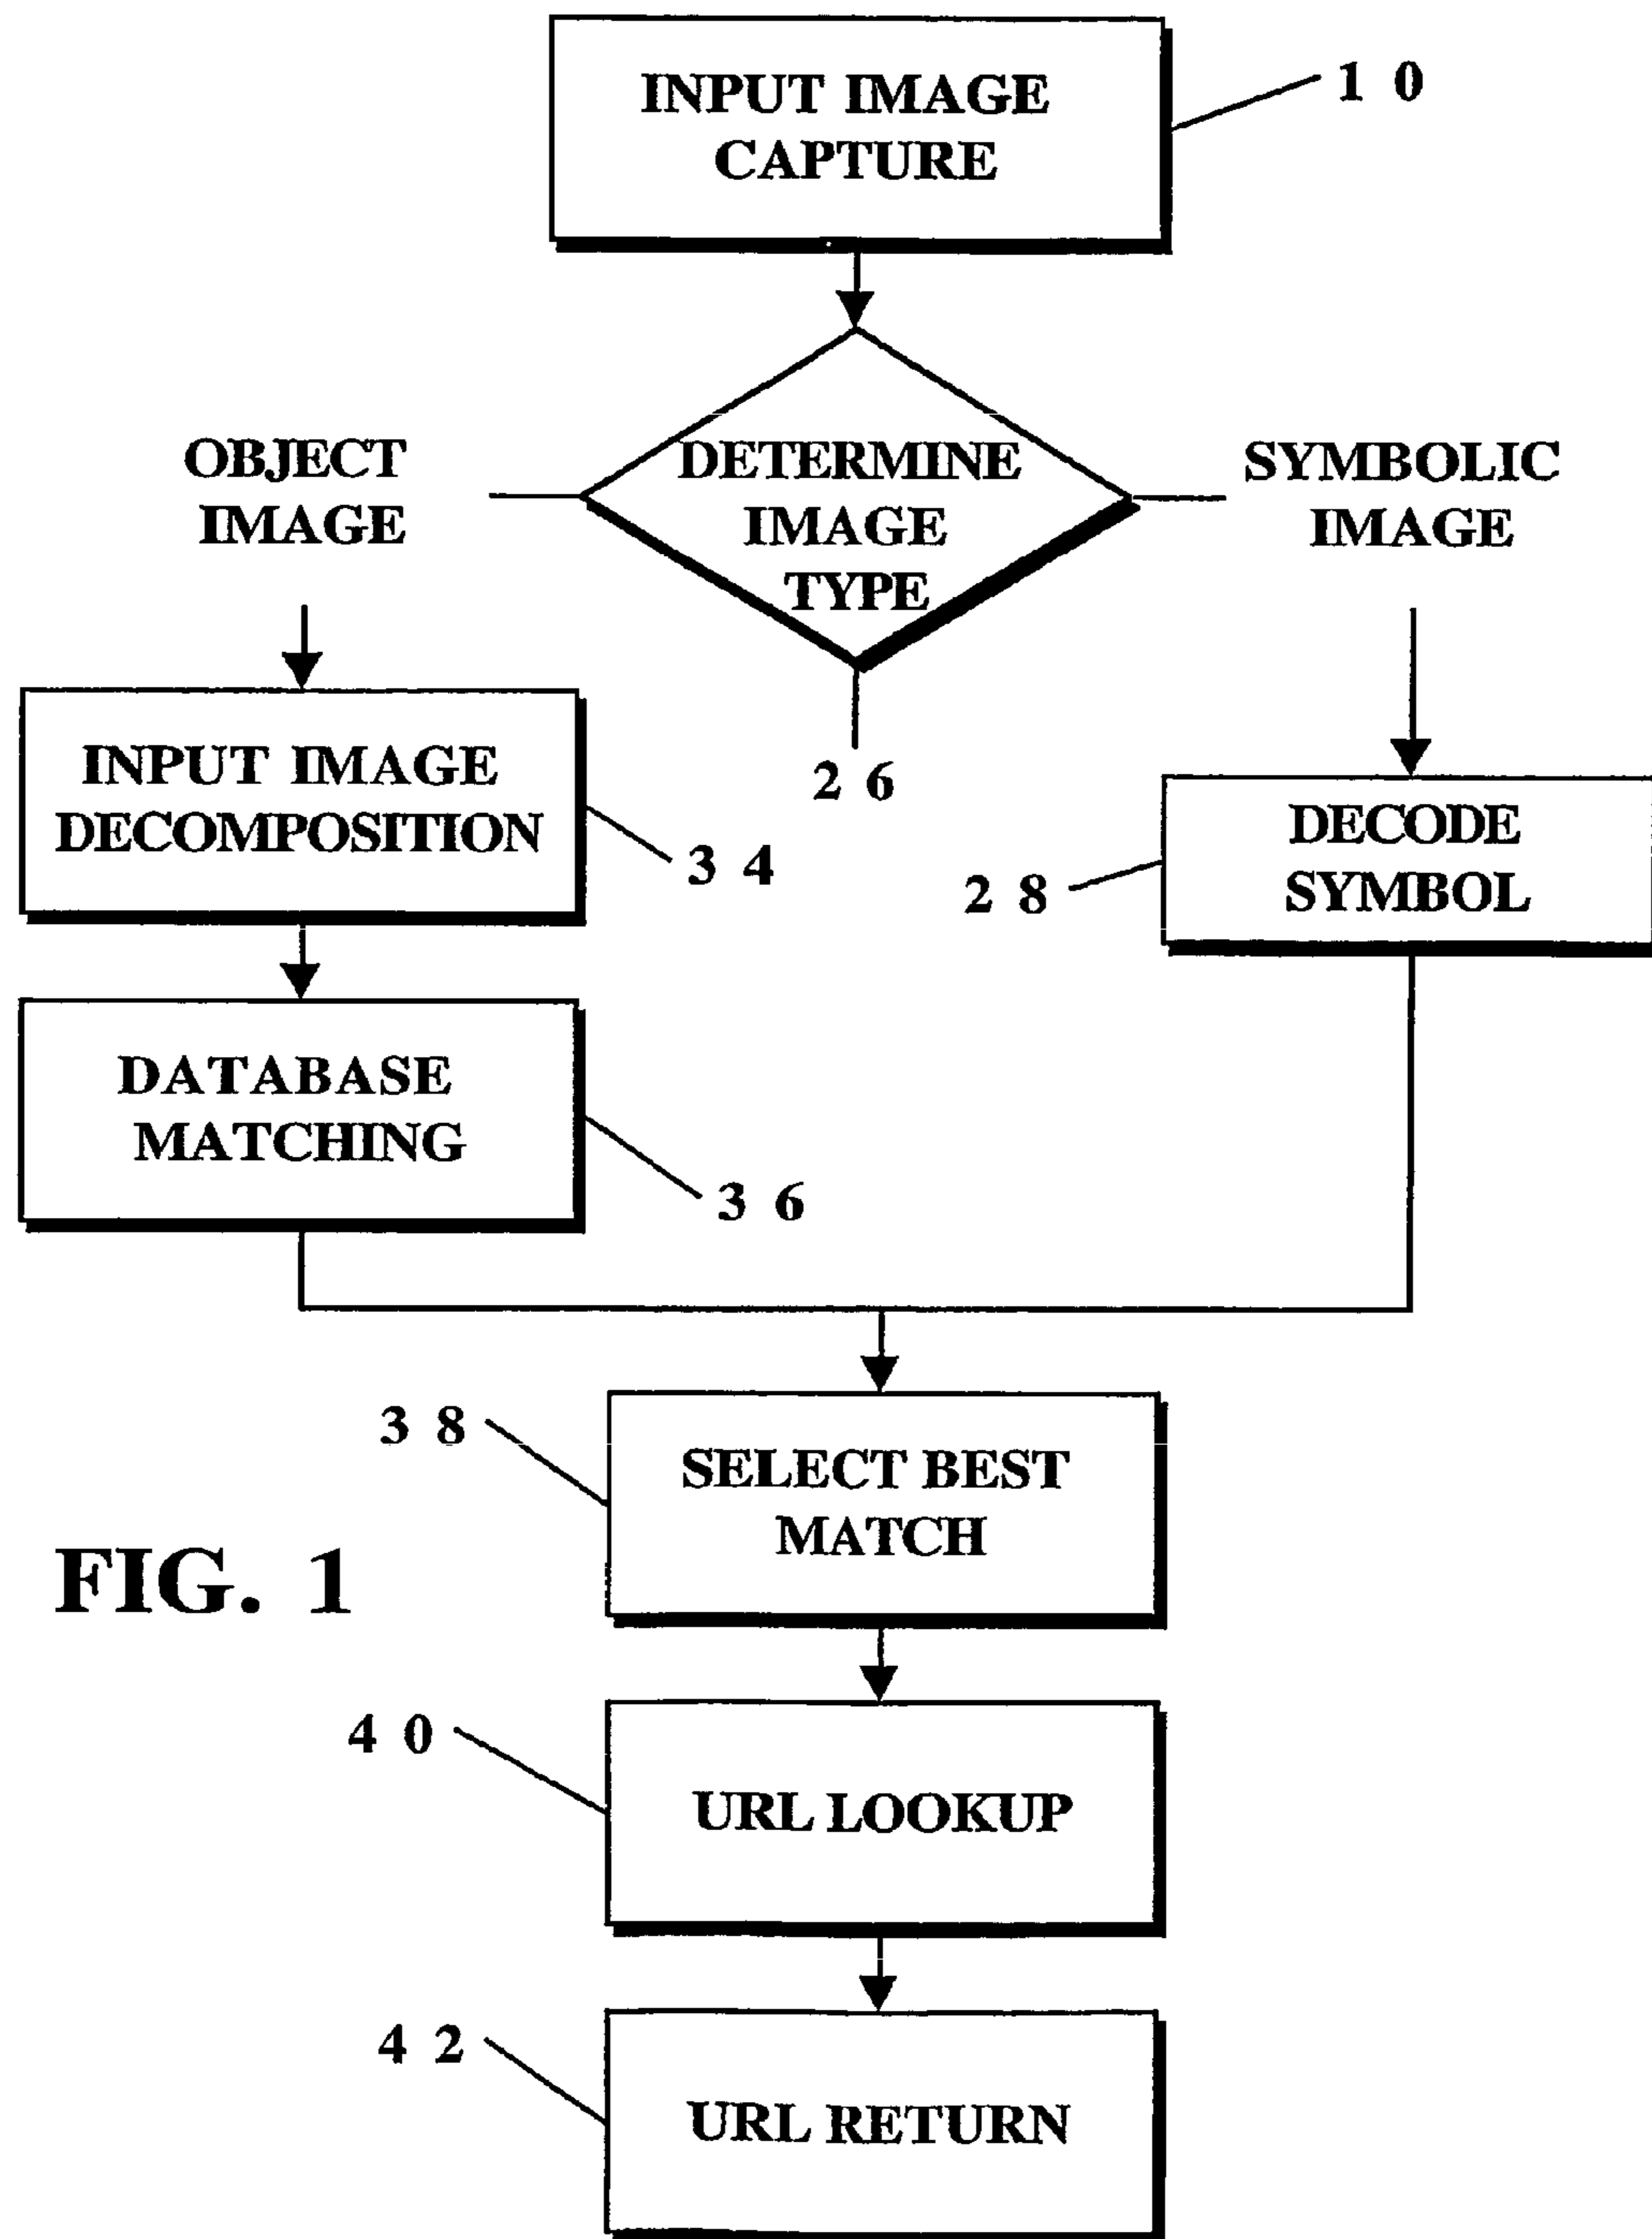 INPUT IMAGE
CAPTURE
1 0
OBJECT
IMAGE
DETERMINE
IMAGE
TYPE
SYMBOLIC
IMAGE
2 6
INPUT IMAGE
DECOMPOSITION
3 4
2 8
DECODE
SYMBOL
DATABASE
MATCHING
3 6
3 8
SELECT BEST
MATCH
FIG. 1
4 0
URL LOOKUP
4 2
URL RETURN